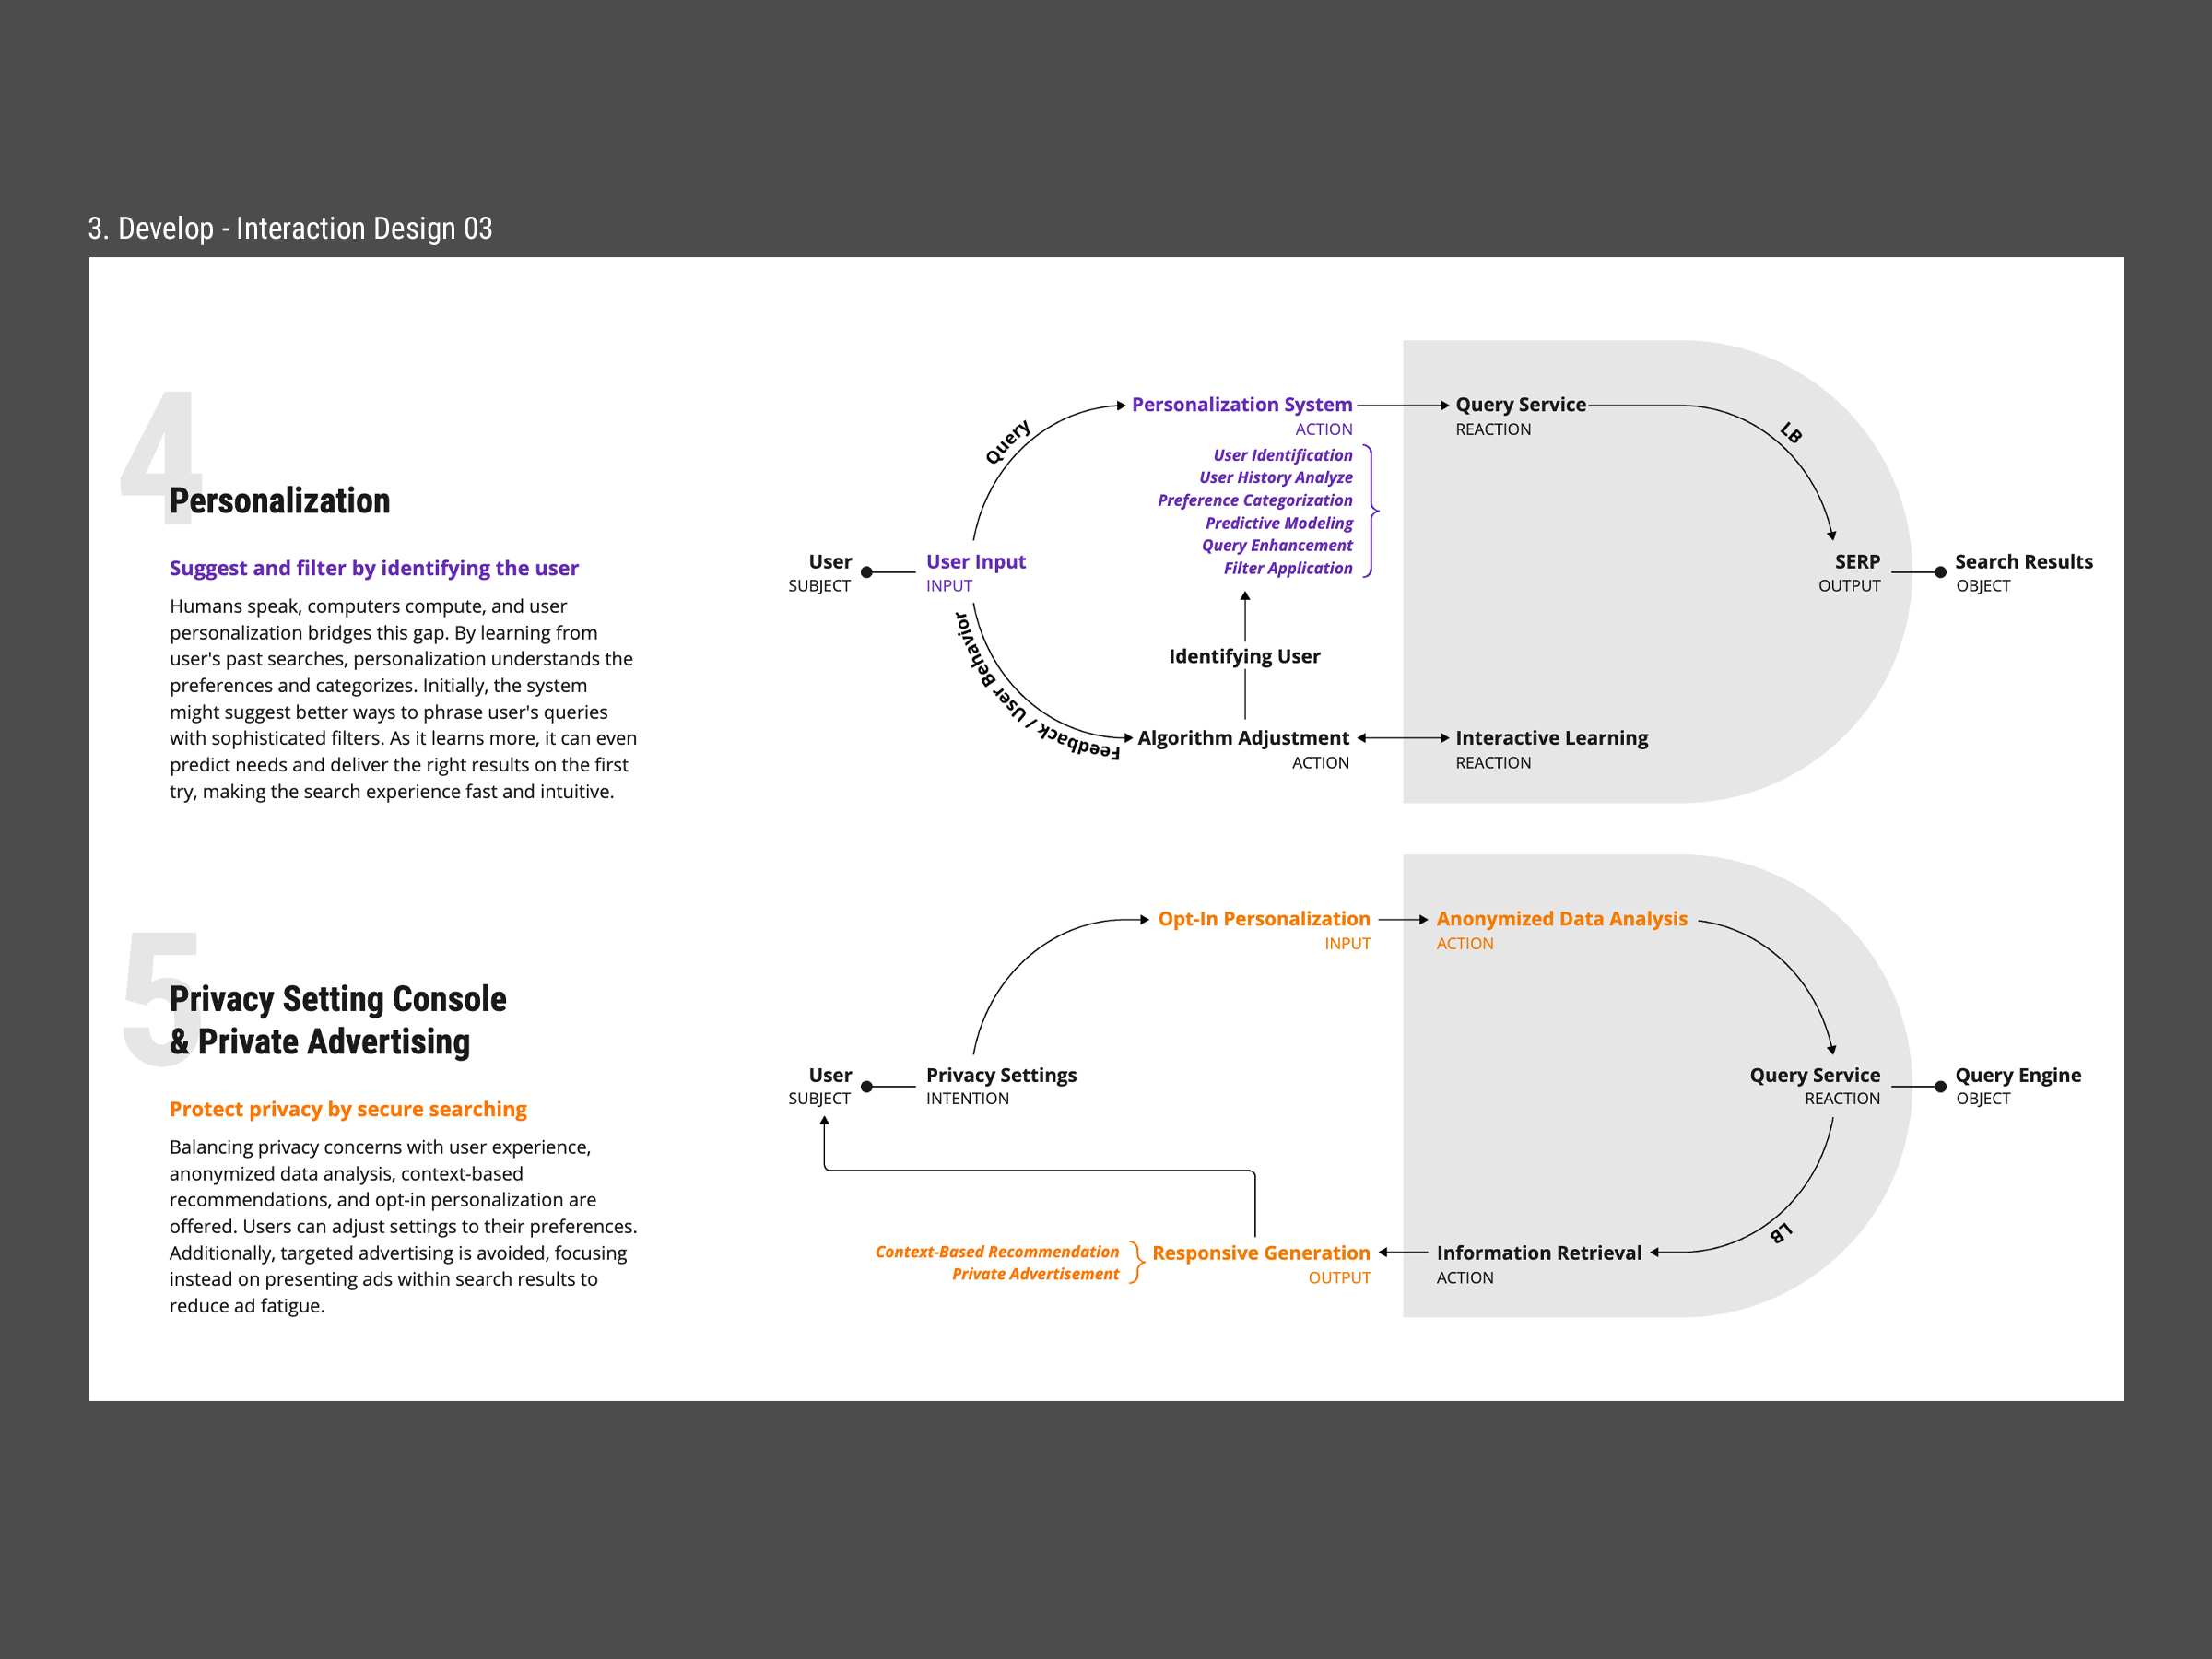 3. Develop - Interaction Design 03
4
Personalization
Suggest and filter by identifying the user
Humans speak, computers compute, and user
personalization bridges this gap. By learning from
user's past searches, personalization understands the
preferences and categorizes. Initially, the system
might suggest better ways to phrase user's queries
with sophisticated filters. As it learns more, it can even
predict needs and deliver the right results on the first
try, making the search experience fast and intuitive.
User
SUBJECT
User Input
INPUT
Query
Feedback / User Behavior
Personalization System
ACTION
User Identification
User History Analyze
Preference Categorization
Predictive Modeling
Query Enhancement
Filter Application
Identifying User
Algorithm Adjustment
ACTION
Query Service
REACTION
LB
Interactive Learning
REACTION
SERP
OUTPUT
Search Results
OBJECT
5
Privacy Setting Console
& Private Advertising
Protect privacy by secure searching
Balancing privacy concerns with user experience,
anonymized data analysis, context-based
recommendations, and opt-in personalization are
offered. Users can adjust settings to their preferences.
Additionally, targeted advertising is avoided, focusing
instead on presenting ads within search results to
reduce ad fatigue.
User
SUBJECT
Privacy Settings
INTENTION
Opt-In Personalization
INPUT
Anonymized Data Analysis
ACTION
Query Service
REACTION
Query Engine
OBJECT
LB
Information Retrieval
ACTION
Responsive Generation
OUTPUT
Context-Based Recommendation
Private Advertisement